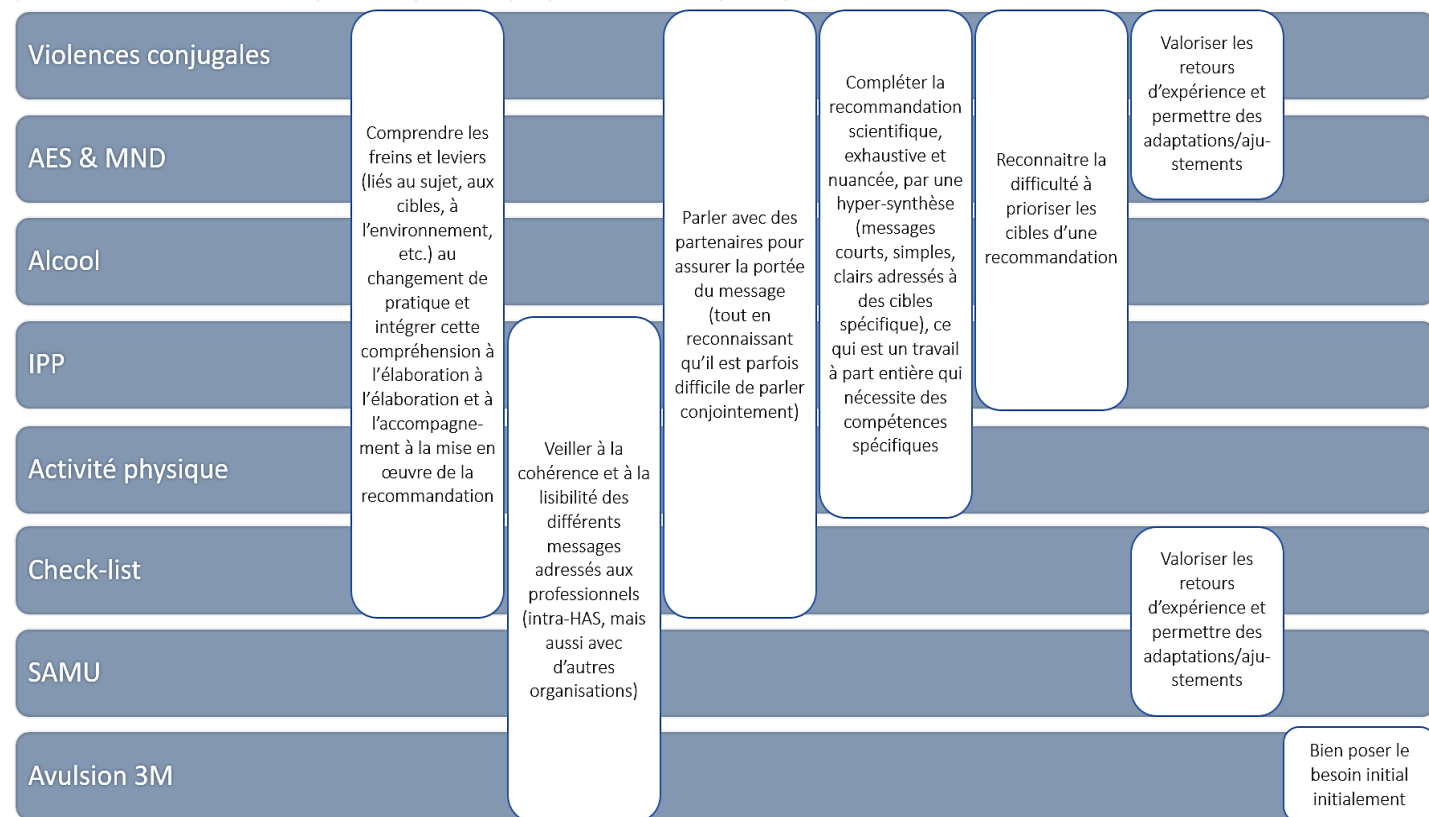 Violences conjugales
AES & MND
Alcool
IPP
Activité physique
Check-list
SAMU
Avulsion 3M
Comprendre les
freins et leviers
(liés au sujet, aux
cibles, à
l’environnement,
etc.) au
changement de
pratique et
intégrer cette
compréhension à
l’élaboration à
l’élaboration et à
l’accompagne-
ment à la mise en
œuvre de la
recommandation
Veiller à la
cohérence et à la
lisibilité des
différents
messages
adressés aux
professionnels
(intra-HAS, mais
aussi avec
d’autres
organisations)
Parler avec des
partenaires pour
assurer la portée
du message
(tout en
reconnaissant
qu’il est parfois
difficile de parler
conjointement)
Compléter la
recommandation
scientifique,
exhaustive et
nuancée, par une
hyper-synthèse
(messages
courts, simples,
clairs adressés à
des cibles
spécifique), ce
qui est un travail
à part entière qui
nécessite des
compétences
spécifiques
Reconnaitre la
difficulté à
prioriser les
cibles d’une
recommandation
Valoriser les
retours
d’expérience et
permettre des
adaptations/aju-
stements
Valoriser les
retours
d’expérience et
permettre des
adaptations/aju-
stements
Bien poser le
besoin initial
initialement